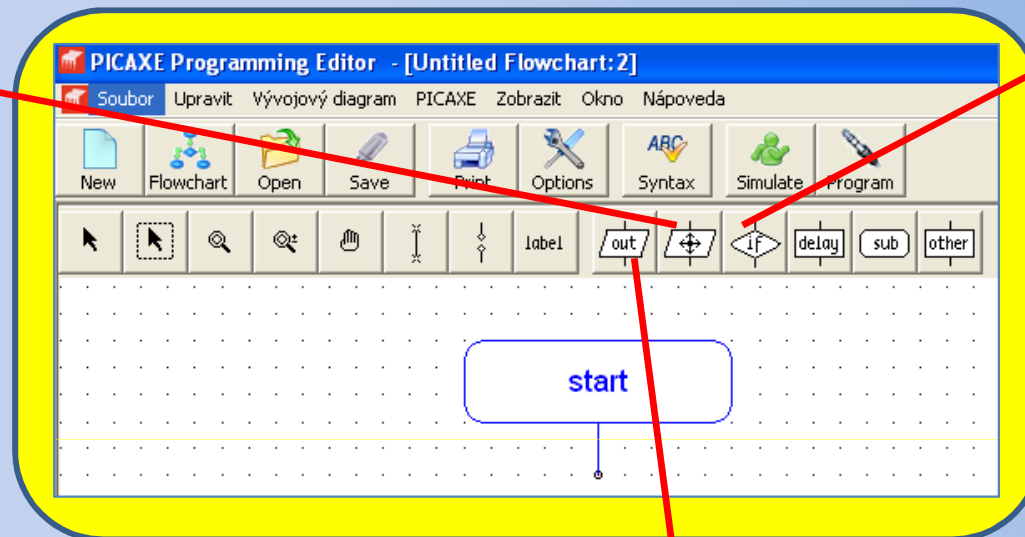 PICAXE Programming Editor - [Untitled Flowchart:2]
Soubor Upravit Vývojový diagram PICAXE Zobrazit Okno Nápoveda
New Flowchart Open Save Print Options Syntax Simulate Program
label out if delay sub other
start